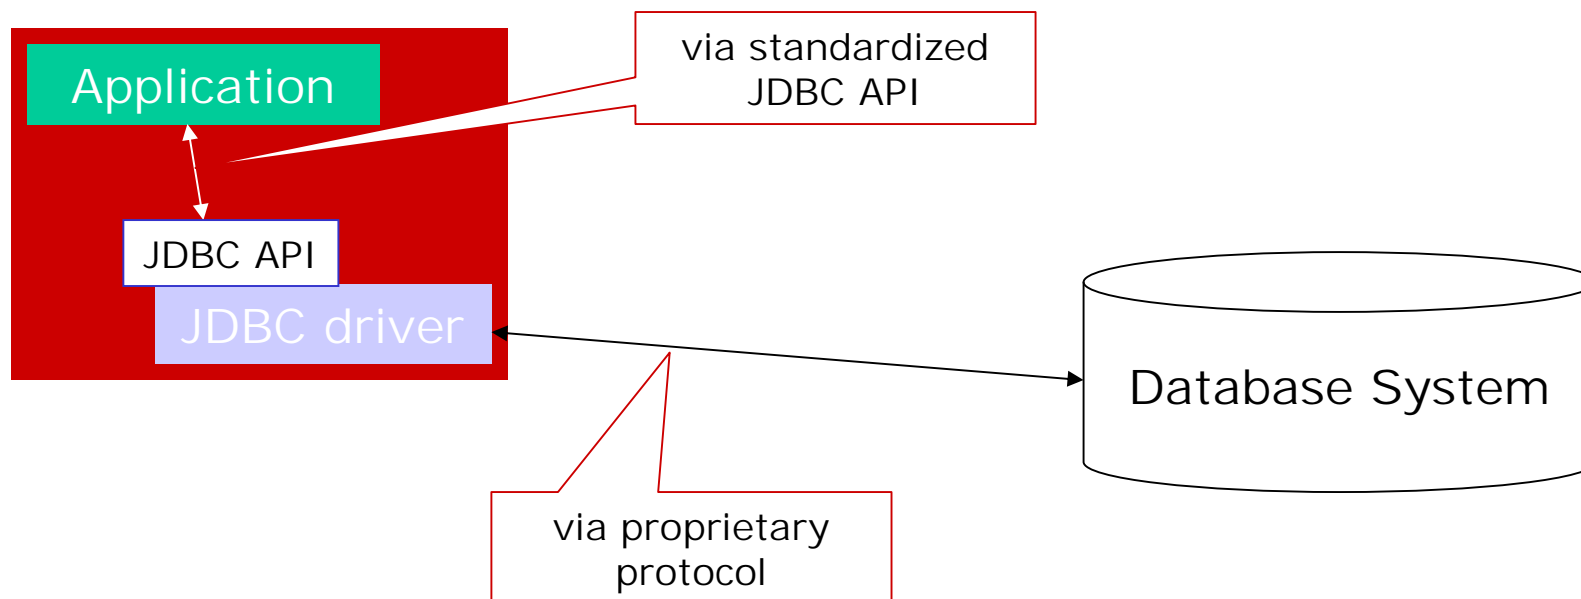 Application
via standardized
JDBC API
JDBC API
JDBC driver
Database System
via proprietary
protocol